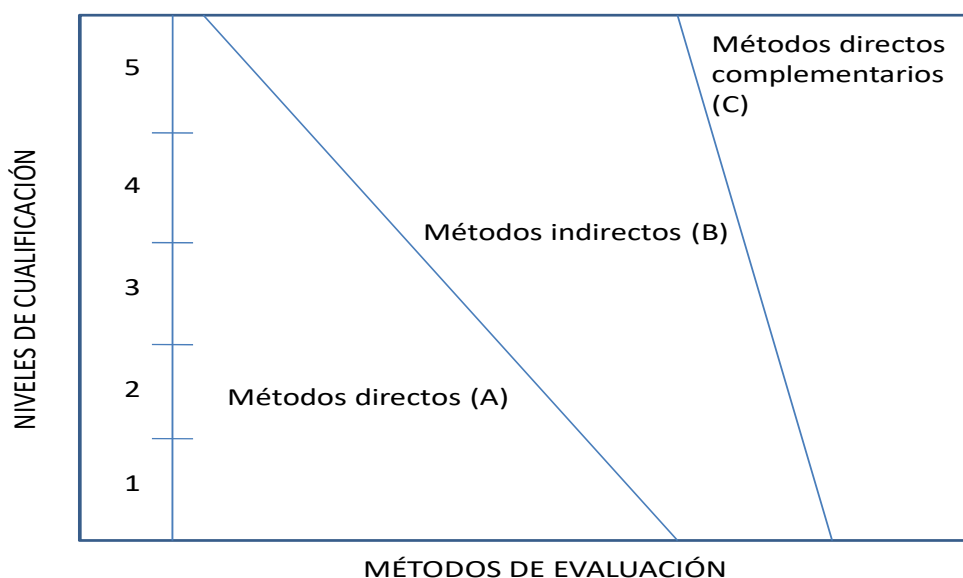 NIVELES DE CUALIFICACIÓN
5
4
3
2
1
Métodos directos
complementarios
(C)
Métodos indirectos (B)
Métodos directos (A)
MÉTODOS DE EVALUACIÓN